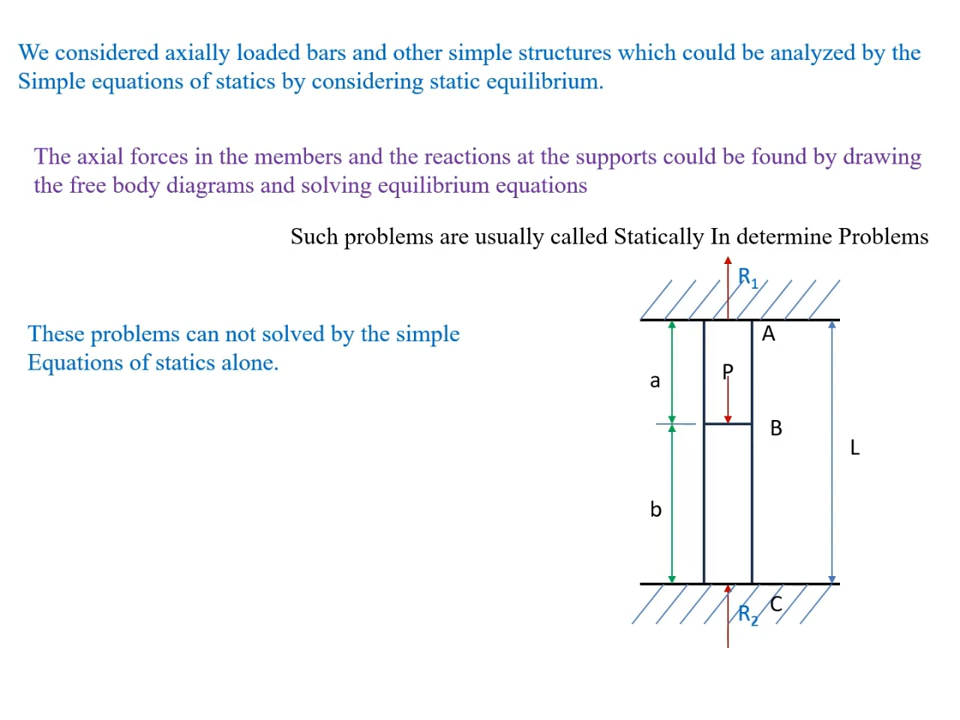 We considered axially loaded bars and other simple structures which could be analyzed by the
Simple equations of statics by considering static equilibrium.
The axial forces in the members and the reactions at the supports could be found by drawing
the free body diagrams and solving equilibrium equations
Such problems are usually called Statically In determine Problems
These problems can not solved by the simple
Equations of statics alone.
R1
A
a
P
B
L
b
R2
C